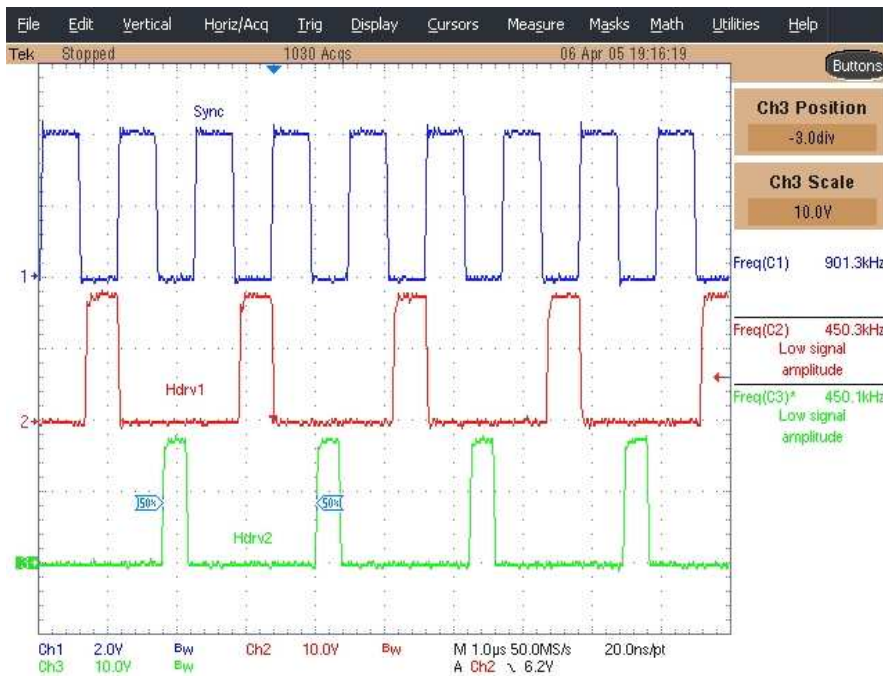 File Edit Vertical Horiz/Acq Trig Display Cursors Measure Masks Math Utilities Help
Tek Stopped 1030 Acqs 06 Apr 05 19:16:19
Buttons
Sync
Ch3 Position
-3.0div
Ch3 Scale
10.0V
1
Freq(C1) 901.3kHz
Freq(C2) 450.3kHz
Low signal
amplitude
Hdrv1
Freq(C3)* 450.1kHz
Low signal
amplitude
2
50% 50%
Hdrv2
3
Ch1 2.0V Bw Ch2 10.0V Bw M 1.0µs 50.0MS/s 20.0ns/pt
Ch3 10.0V Bw A Ch2 \ 6.2V